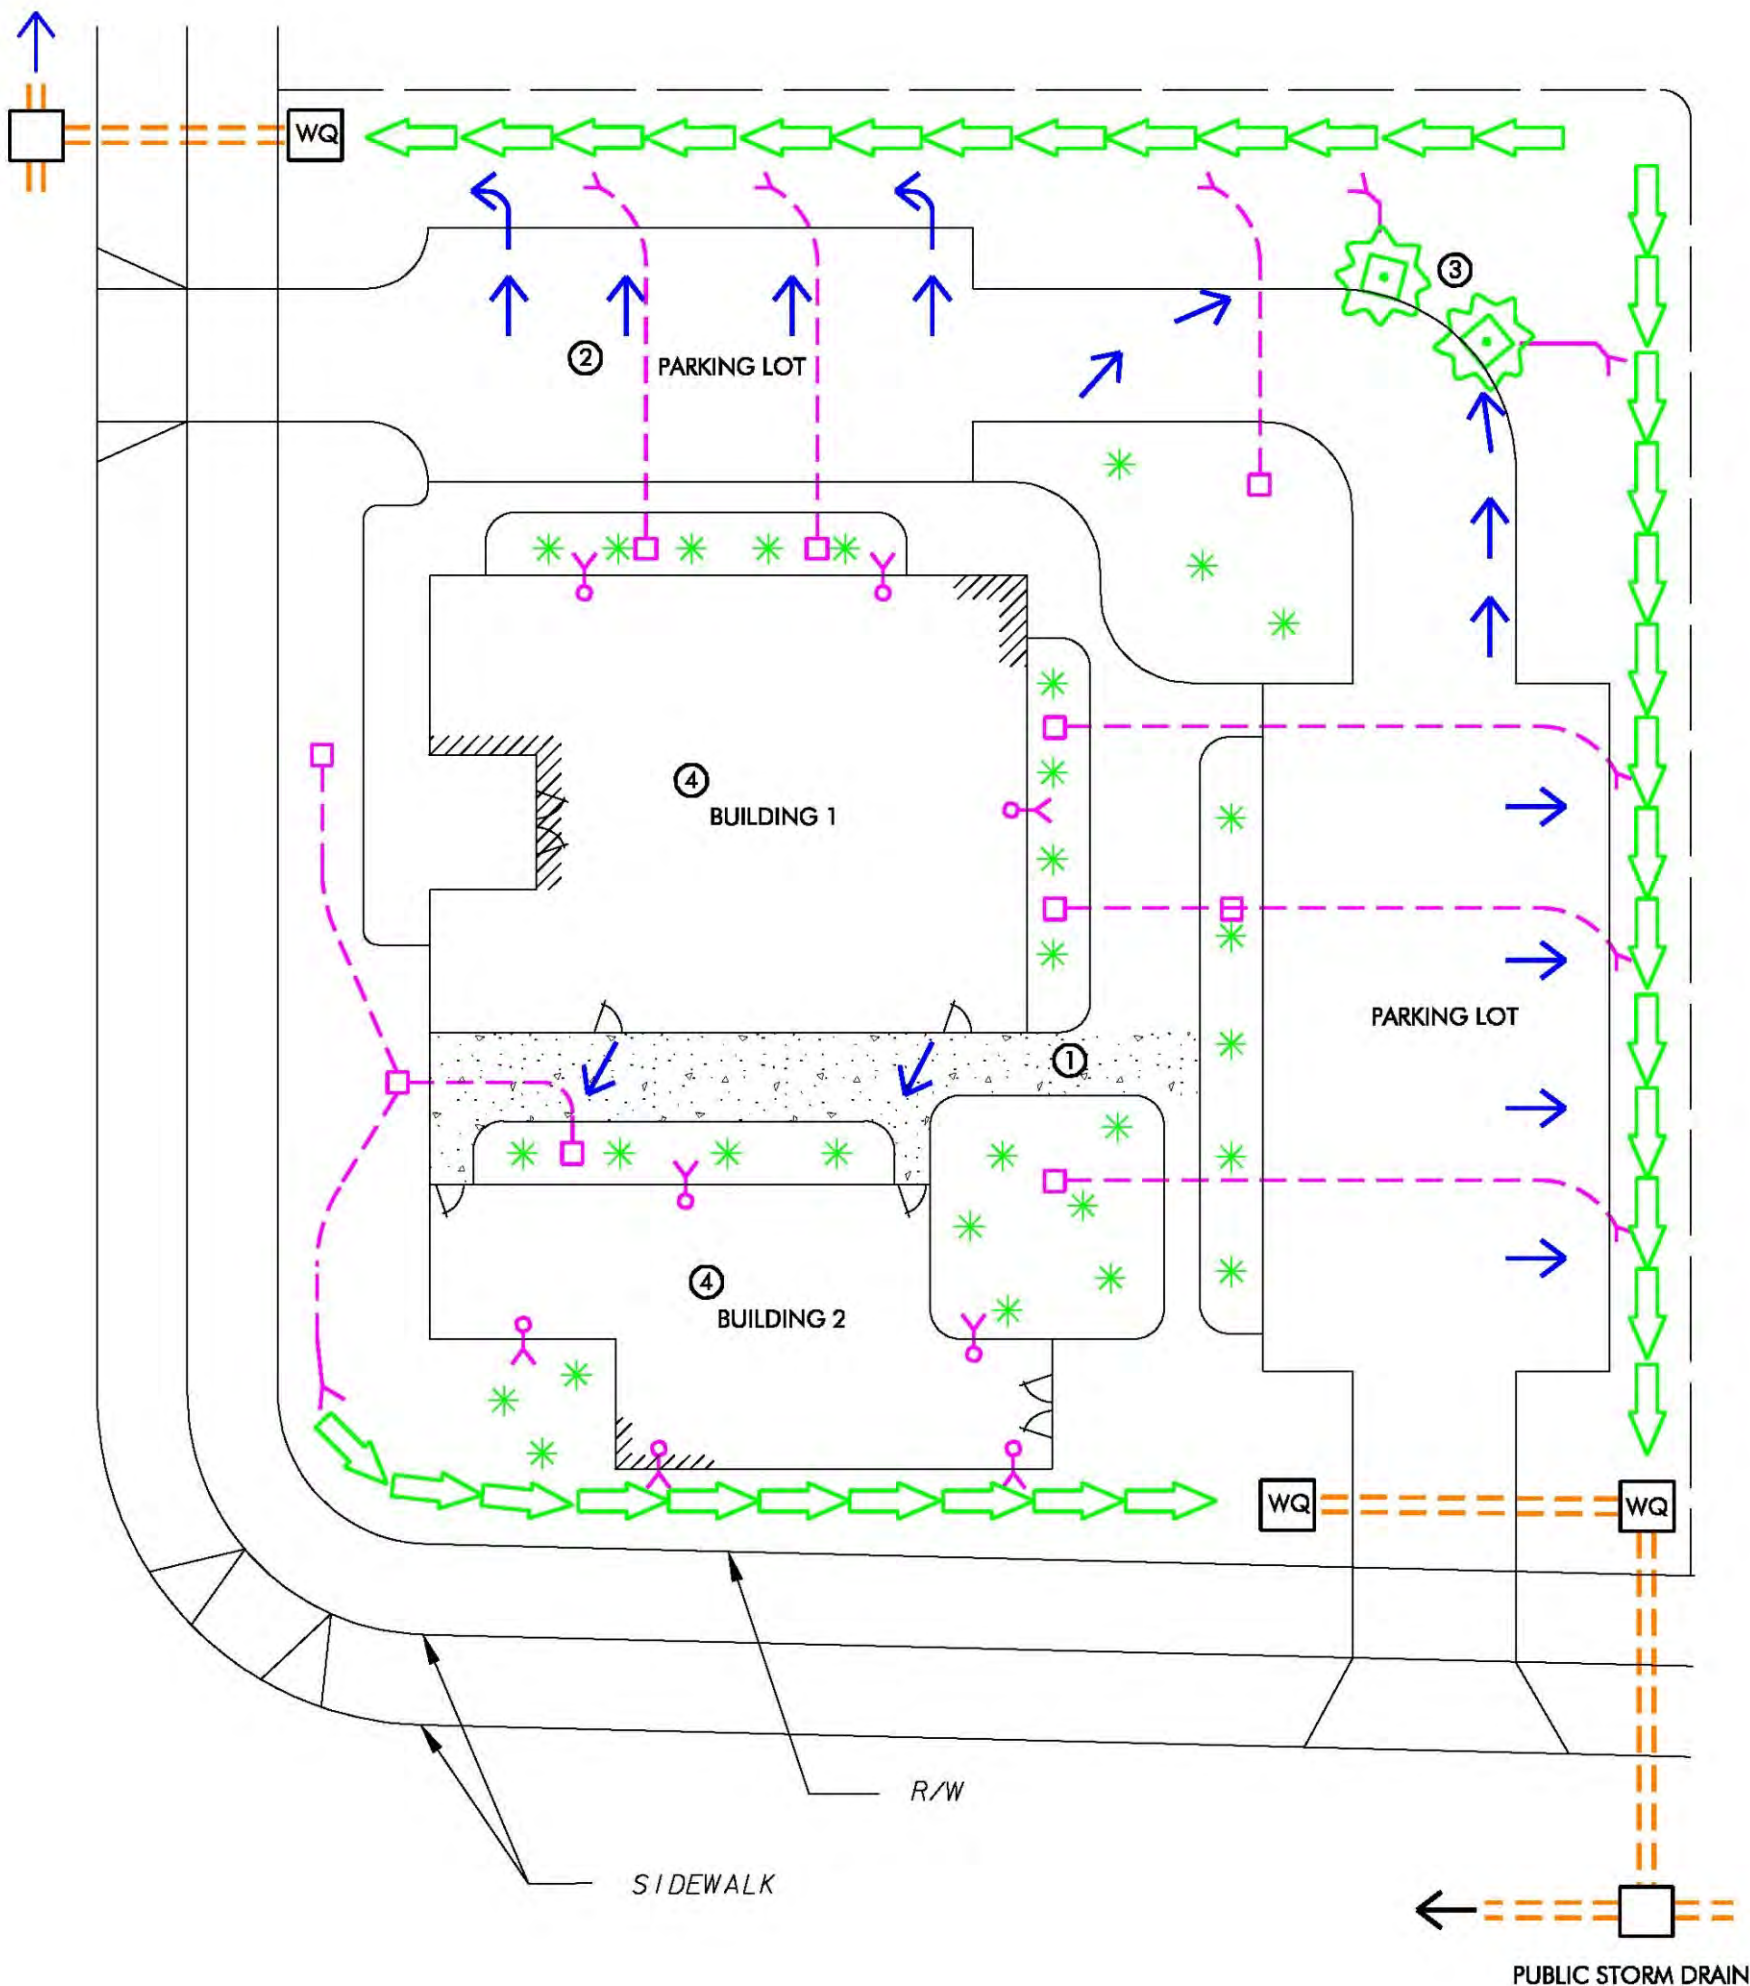 WQ
3
2
PARKING LOT
4
BUILDING 1
PARKING LOT
1
4
BUILDING 2
WQ
WQ
R/W
SIDEWALK
PUBLIC STORM DRAIN